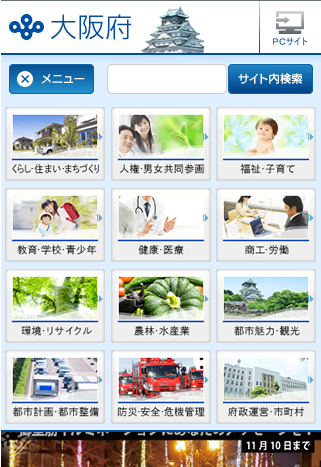 大阪府
PCサイト
メニュー
サイト内検索
くらし・住まい・まちづくり
人権・男女共同参画
福祉・子育て
教育・学校・青少年
健康・医療
商工・労働
環境・リサイクル
農林・水産業
都市魅力・観光
都市計画・都市整備
防災・安全・危機管理
府政運営・市町村
11月10日まで